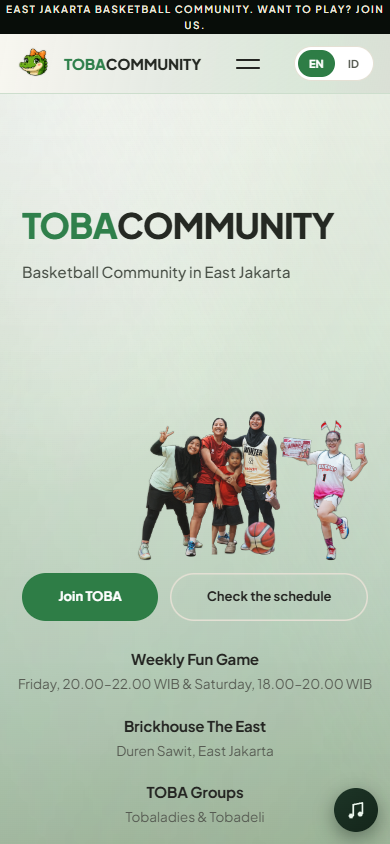 EAST JAKARTA BASKETBALL COMMUNITY. WANT TO PLAY? JOIN
US.
TOBACOMMUNITY
EN
ID
TOBACOMMUNITY
Basketball Community in East Jakarta
WINTER
1
Join TOBA
Check the schedule
Weekly Fun Game
Friday, 20.00–22.00 WIB & Saturday, 18.00–20.00 WIB
Brickhouse The East
Duren Sawit, East Jakarta
TOBA Groups
Tobaladies & Tobadeli